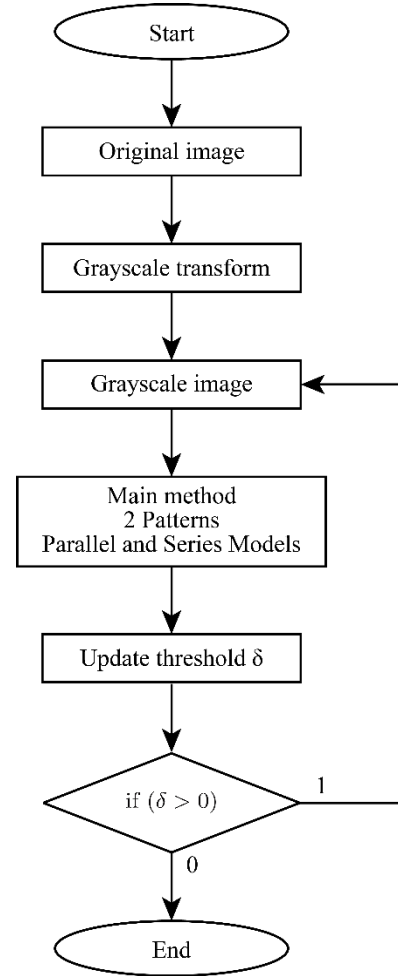 Start
Original image
Grayscale transform
Grayscale image
Main method
2 Patterns
Parallel and Series Models
Update threshold δ
if (δ > 0)
1
0
End